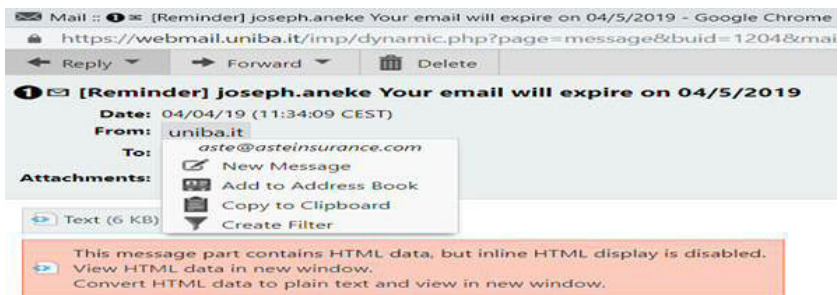 Mail :: 1 [Reminder] joseph.aneke Your email will expire on 04/5/2019 - Google Chrome
https://webmail.uniba.it/imp/dynamic.php?page=message&buid=1204&mai
Reply Forward Delete
1 [Reminder] joseph.aneke Your email will expire on 04/5/2019
Date: 04/04/19 (11:34:09 CEST)
From: uniba.it
To: aste@asteinsurance.com
New Message
Attachments: Add to Address Book
Copy to Clipboard
Text (6 KB) Create Filter
This message part contains HTML data, but inline HTML display is disabled.
View HTML data in new window.
Convert HTML data to plain text and view in new window.